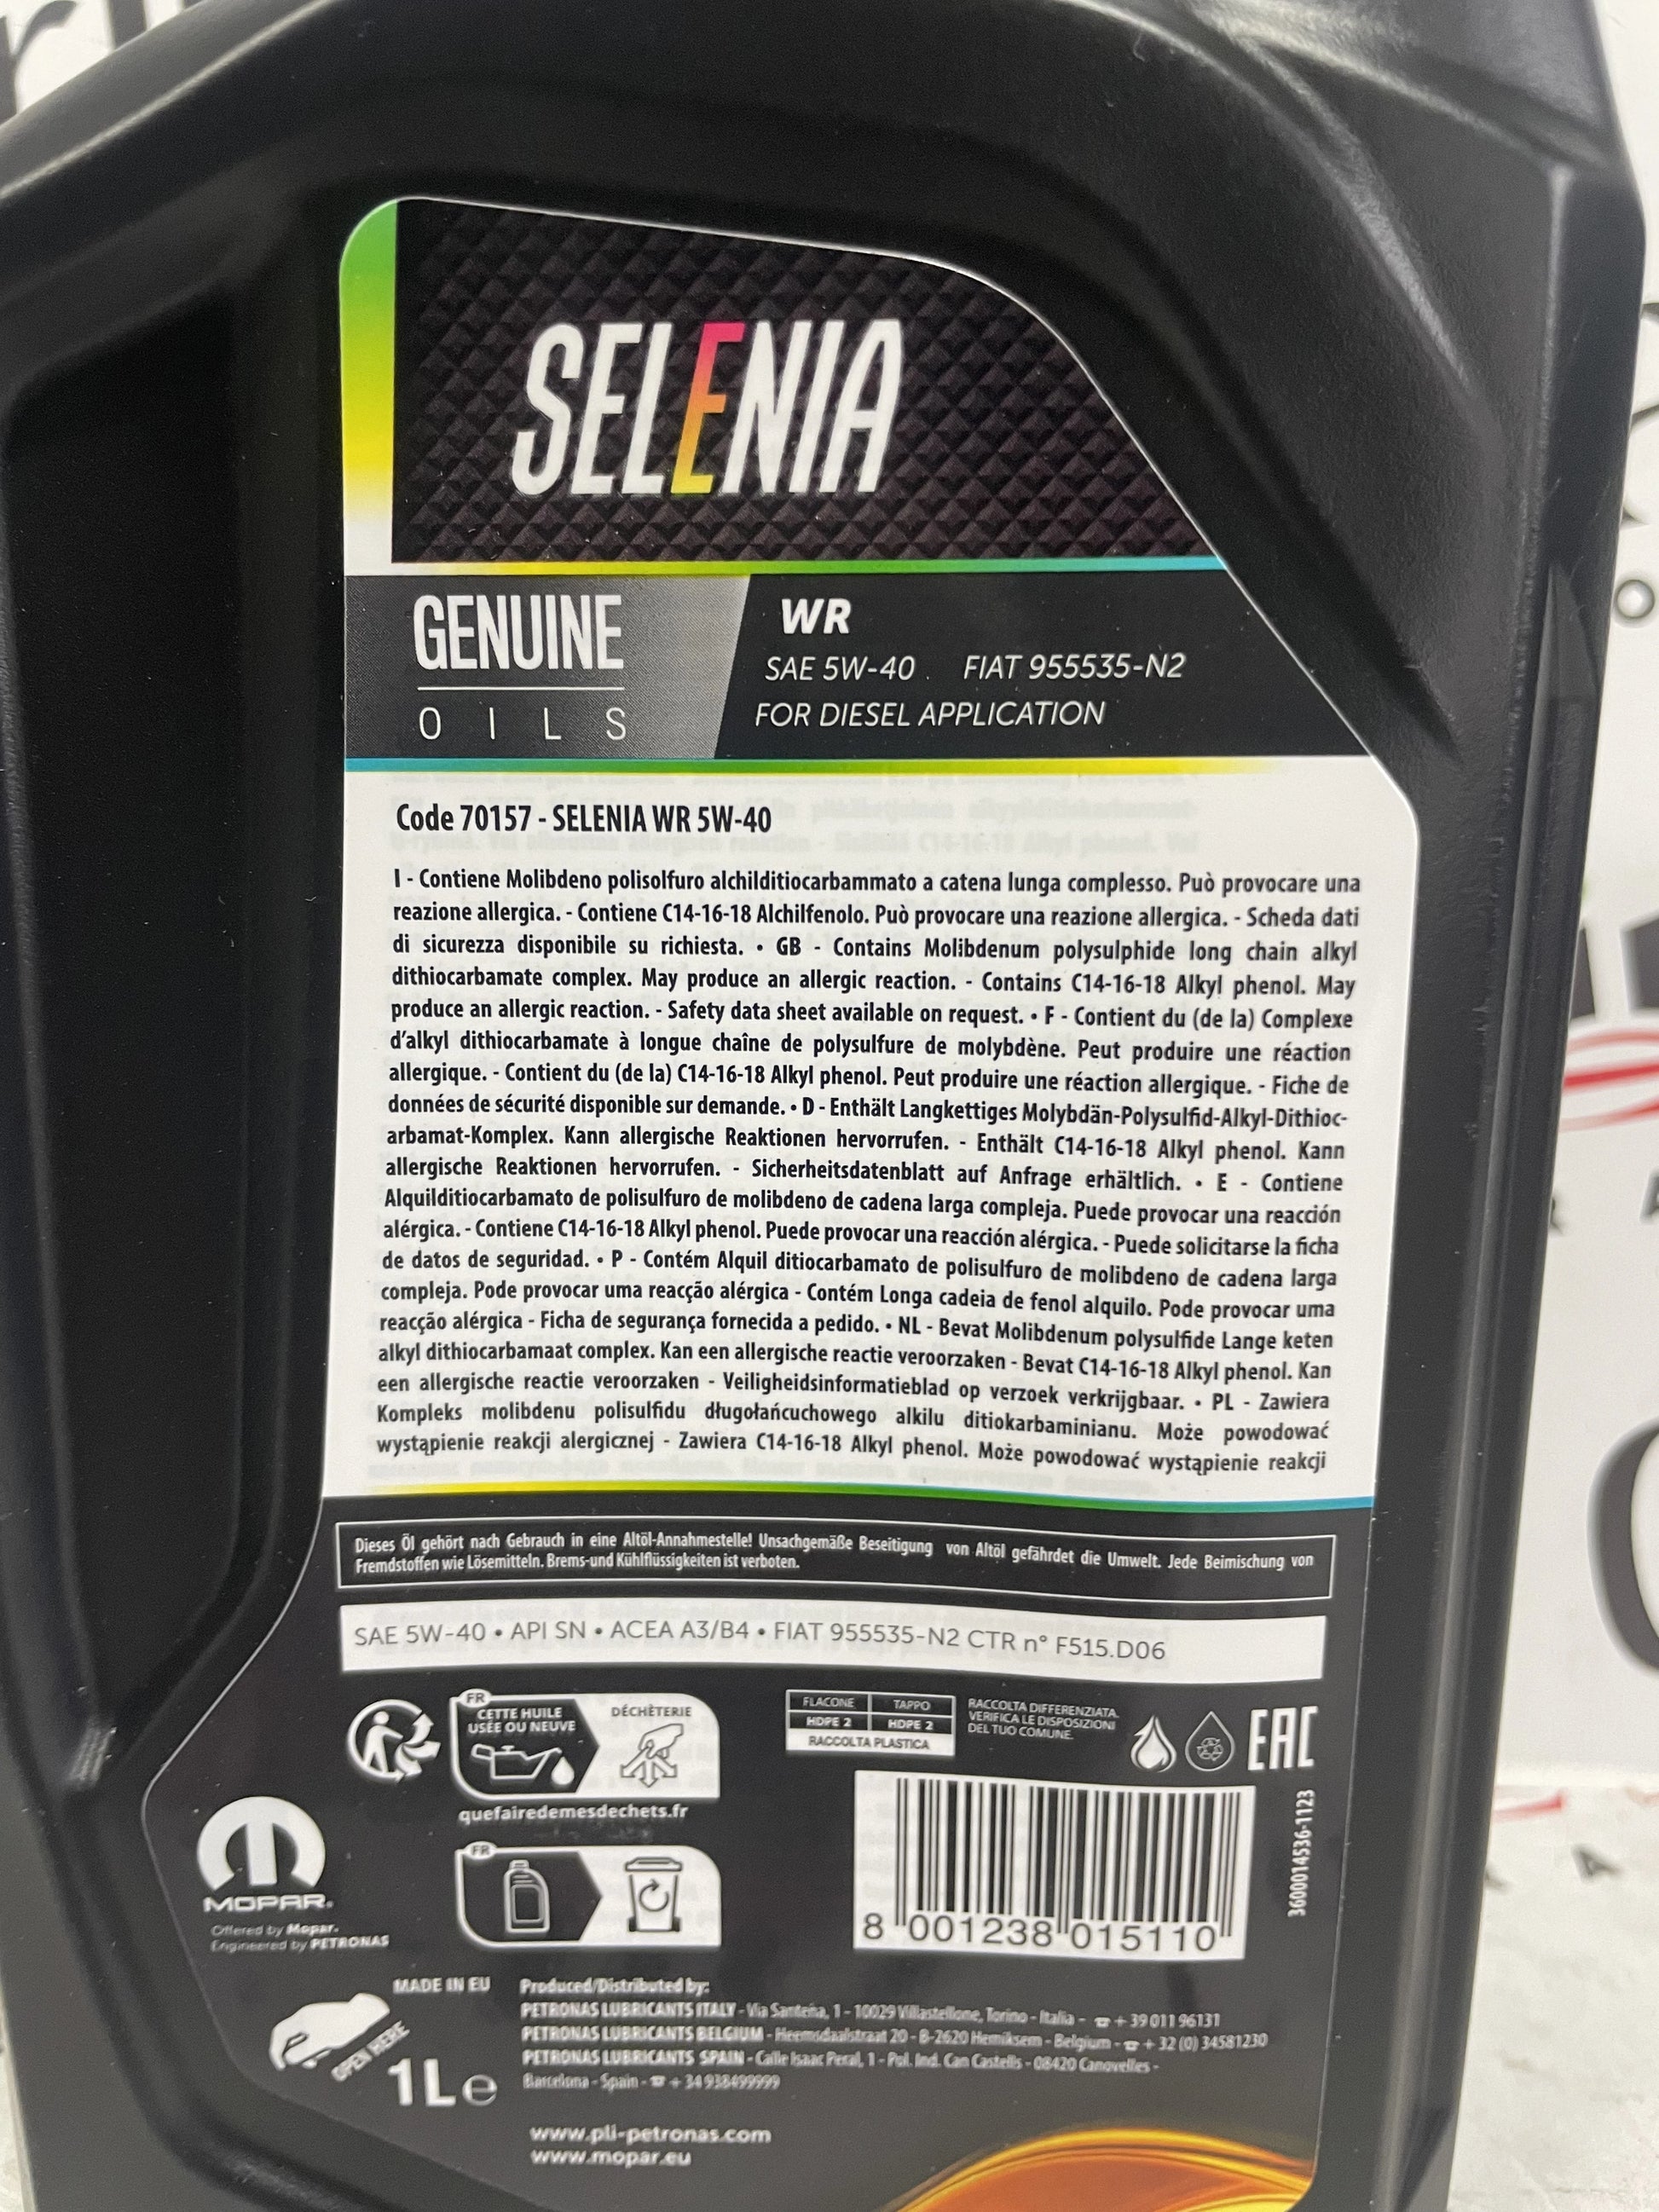 SELENIA
GENUINE
OILS
WR
SAE 5W-40 FIAT 955535-N2
FOR DIESEL APPLICATION
Code 70157 - SELENIA WR 5W-40
I - Contiene Molibdeno polisolfuro alchilditiocarbammato a catena lunga complesso. Può provocare una
reazione allergica. - Contiene C14-16-18 Alchilfenolo. Può provocare una reazione allergica. - Scheda dati
di sicurezza disponibile su richiesta. • GB - Contains Molibdenum polysulphide long chain alkyl
dithiocarbamate complex. May produce an allergic reaction. - Contains C14-16-18 Alkyl phenol. May
produce an allergic reaction. - Safety data sheet available on request. • F - Contient du (de la) Complexe
d'alkyl dithiocarbamate à longue chaîne de polysulfure de molybdène. Peut produire une réaction
allergique. - Contient du (de la) C14-16-18 Alkyl phenol. Peut produire une réaction allergique. - Fiche de
données de sécurité disponible sur demande. • D - Enthält Langkettiges Molybdän-Polysulfid-Alkyl-Dithioc-
arbamat-Komplex. Kann allergische Reaktionen hervorrufen. - Enthält C14-16-18 Alkyl phenol. Kann
allergische Reaktionen hervorrufen. - Sicherheitsdatenblatt auf Anfrage erhältlich. • E - Contiene
Alquilditiocarbamato de polisulfuro de molibdeno de cadena larga compleja. Puede provocar una reacción
alérgica. - Contiene C14-16-18 Alkyl phenol. Puede provocar una reacción alérgica. - Puede solicitarse la ficha
de datos de seguridad. • P - Contém Alquil ditiocarbamato de polisulfuro de molibdeno de cadena larga
compleja. Pode provocar uma reacção alérgica - Contém Longa cadeia de fenol alquilo. Pode provocar uma
reacção alérgica - Ficha de segurança fornecida a pedido. • NL - Bevat Molibdenum polysulfide Lange keten
alkyl dithiocarbamaat complex. Kan een allergische reactie veroorzaken - Bevat C14-16-18 Alkyl phenol. Kan
een allergische reactie veroorzaken - Veiligheidsinformatieblad op verzoek verkrijgbaar. • PL - Zawiera
Kompleks molibdenu polisulfidu długołańcuchowego alkilu ditiokarbaminianu. Może powodować
wystąpienie reakcji alergicznej - Zawiera C14-16-18 Alkyl phenol. Może powodować wystąpienie reakcji
Dieses Öl gehört nach Gebrauch in eine Altöl-Annahmestelle! Unsachgemäße Beseitigung von Altöl gefährdet die Umwelt. Jede Beimischung von
Fremdstoffen wie Lösemitteln. Brems-und Kühlflüssigkeiten ist verboten.
SAE 5W-40 • API SN • ACEA A3/B4 • FIAT 955535-N2 CTR n° F515.D06
FR
CETTE HUILE
USÉE OU NEUVE
DÉCHÈTERIE
quefairedemesdechets.fr
FR
FLACONE TAPPO
HDPE 2 HDPE 2
RACCOLTA PLASTICA
RACCOLTA DIFFERENZIATA.
VERIFICA LE DISPOSIZIONI
DEL TUO COMUNE.
EAC
8 001238 015110
3600014536-1123
MOPAR®
Offered by Mopar.
Engineered by PETRONAS
MADE IN EU
OPEN HERE
1L e
Produced/Distributed by:
PETRONAS LUBRICANTS ITALY - Via Santena, 1 - 10029 Villastellone, Torino - Italia - ☎ + 39 011 96131
PETRONAS LUBRICANTS BELGIUM - Heemsdaalstraat 20 - B-2620 Hemiksem - Belgium - ☎ + 32 (0) 34581230
PETRONAS LUBRICANTS SPAIN - Calle Isaac Peral, 1 - Pol. Ind. Can Castells - 08420 Canovelles -
Barcelona - Spain - ☎ + 34 938499999
www.pli-petronas.com
www.mopar.eu